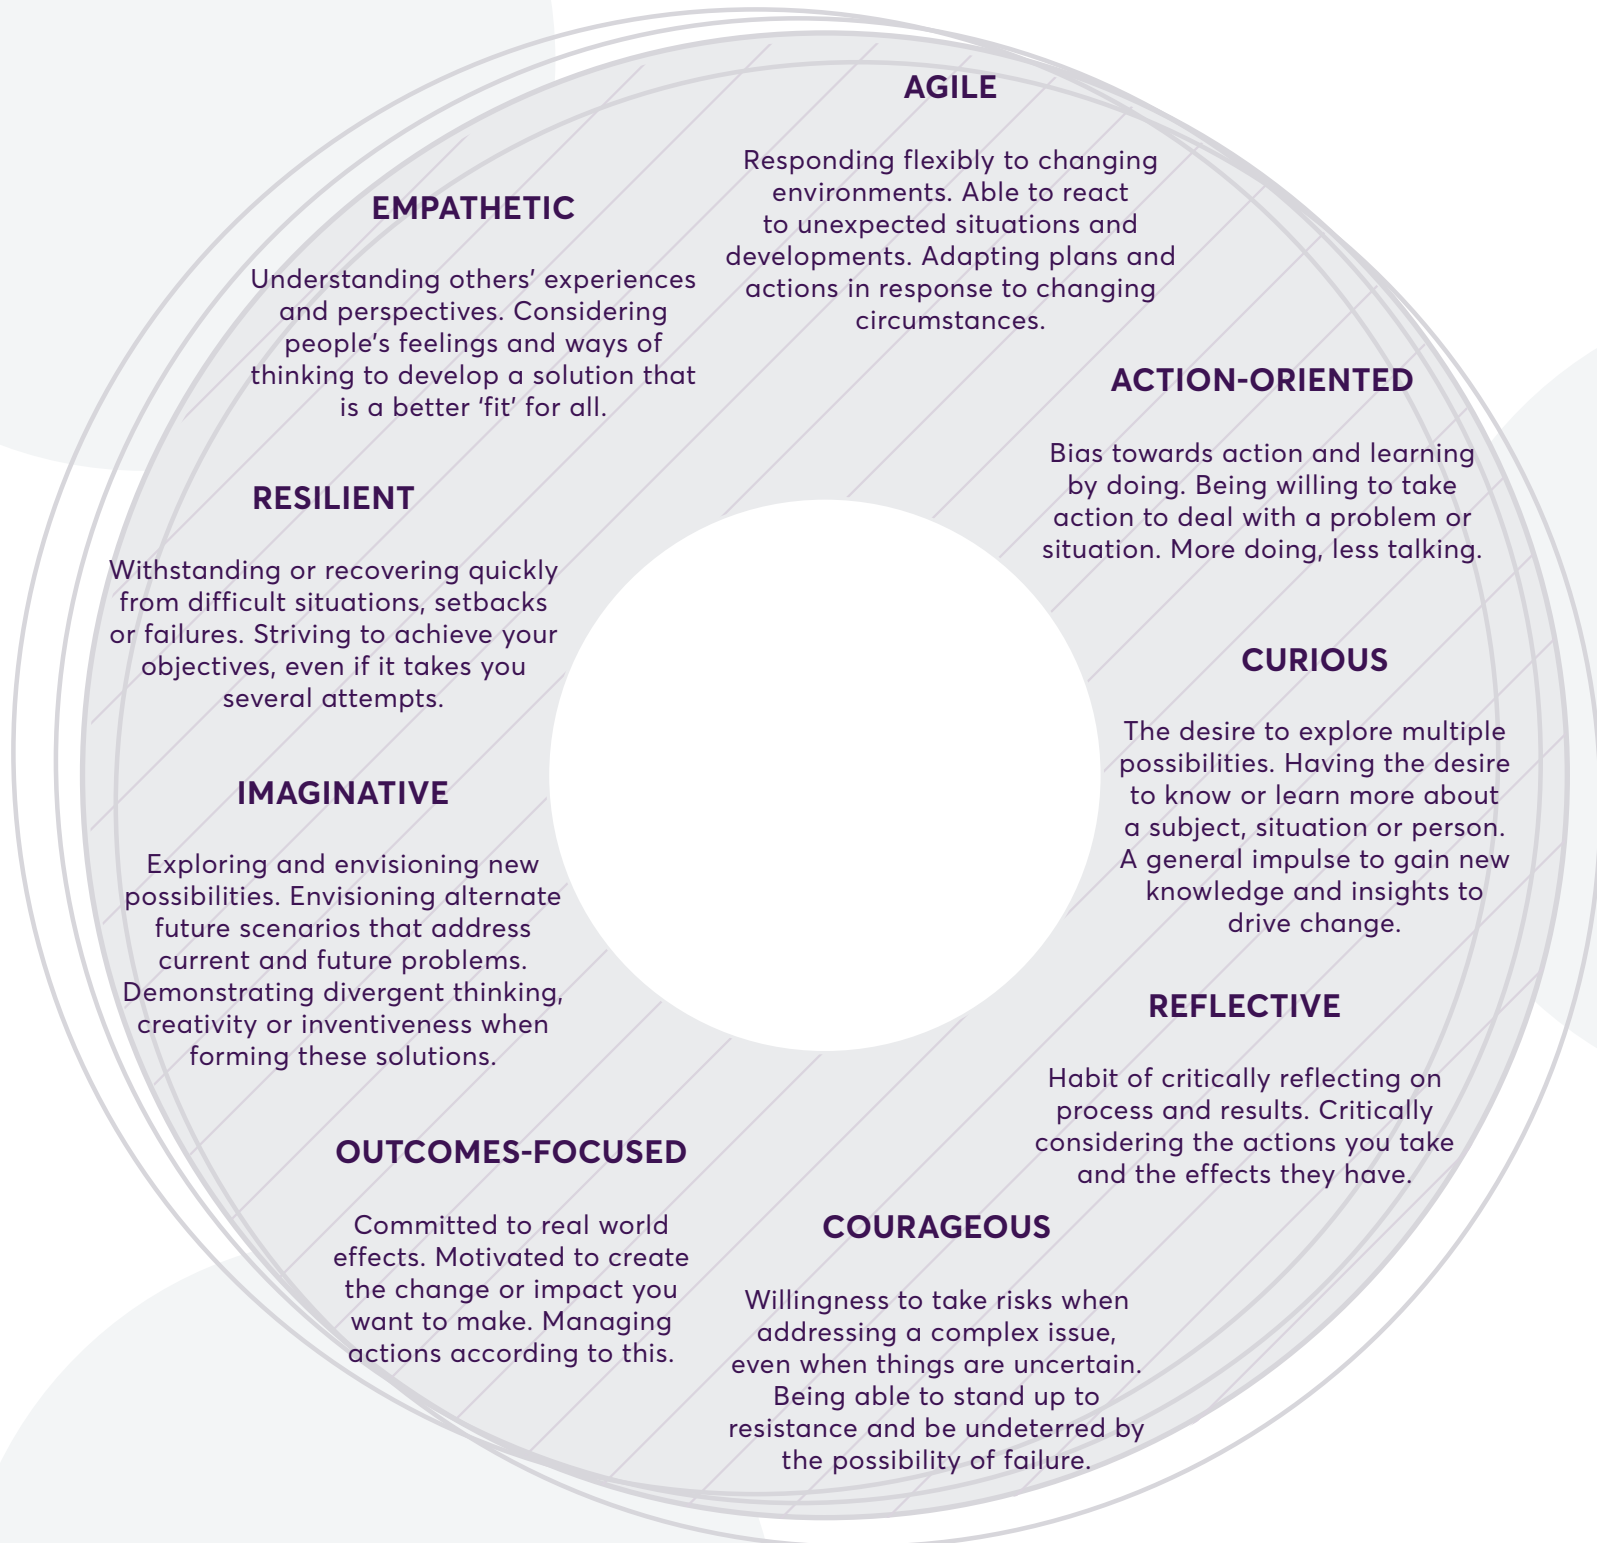 AGILE
Responding flexibly to changing
environments. Able to react
to unexpected situations and
developments. Adapting plans and
actions in response to changing
circumstances.
ACTION-ORIENTED
Bias towards action and learning
by doing. Being willing to take
action to deal with a problem or
situation. More doing, less talking.
CURIOUS
The desire to explore multiple
possibilities. Having the desire
to know or learn more about
a subject, situation or person.
A general impulse to gain new
knowledge and insights to
drive change.
REFLECTIVE
Habit of critically reflecting on
process and results. Critically
considering the actions you take
and the effects they have.
COURAGEOUS
Willingness to take risks when
addressing a complex issue,
even when things are uncertain.
Being able to stand up to
resistance and be undeterred by
the possibility of failure.
OUTCOMES-FOCUSED
Committed to real world
effects. Motivated to create
the change or impact you
want to make. Managing
actions according to this.
IMAGINATIVE
Exploring and envisioning new
possibilities. Envisioning alternate
future scenarios that address
current and future problems.
Demonstrating divergent thinking,
creativity or inventiveness when
forming these solutions.
RESILIENT
Withstanding or recovering quickly
from difficult situations, setbacks
or failures. Striving to achieve your
objectives, even if it takes you
several attempts.
EMPATHETIC
Understanding others’ experiences
and perspectives. Considering
people’s feelings and ways of
thinking to develop a solution that
is a better ‘fit’ for all.